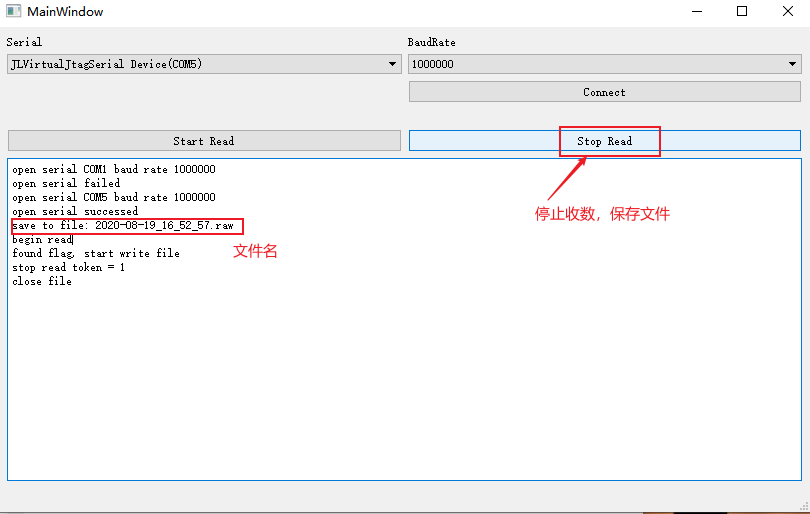 MainWindow
Serial
BaudRate
JLVirtualJtagSerial Device(COM5)
1000000
Connect
Start Read
Stop Read
open serial COM1 baud rate 1000000
open serial failed
open serial COM5 baud rate 1000000
open serial successed
停止收数，保存文件
save to file: 2020-08-19_16_52_57.raw
begin read
文件名
found flag, start write file
stop read token = 1
close file